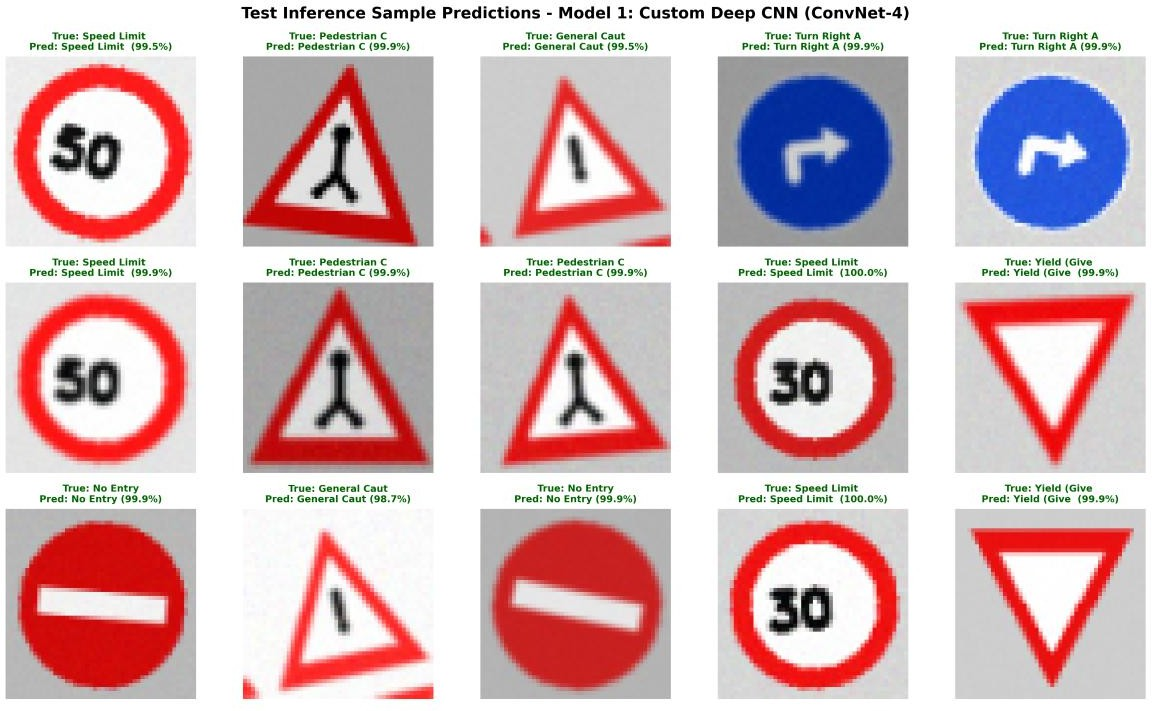 Test Inference Sample Predictions - Model 1: Custom Deep CNN (ConvNet-4)
True: Speed Limit
Pred: Speed Limit (99.5%)
50
True: Pedestrian C
Pred: Pedestrian C (99.9%)
True: General Caut
Pred: General Caut (99.5%)
True: Turn Right A
Pred: Turn Right A (99.9%)
True: Turn Right A
Pred: Turn Right A (99.9%)
True: Speed Limit
Pred: Speed Limit (99.9%)
50
True: Pedestrian C
Pred: Pedestrian C (99.9%)
True: Pedestrian C
Pred: Pedestrian C (99.9%)
True: Speed Limit
Pred: Speed Limit (100.0%)
30
True: Yield (Give
Pred: Yield (Give (99.9%)
True: No Entry
Pred: No Entry (99.9%)
True: General Caut
Pred: General Caut (98.7%)
True: No Entry
Pred: No Entry (99.9%)
True: Speed Limit
Pred: Speed Limit (100.0%)
30
True: Yield (Give
Pred: Yield (Give (99.9%)